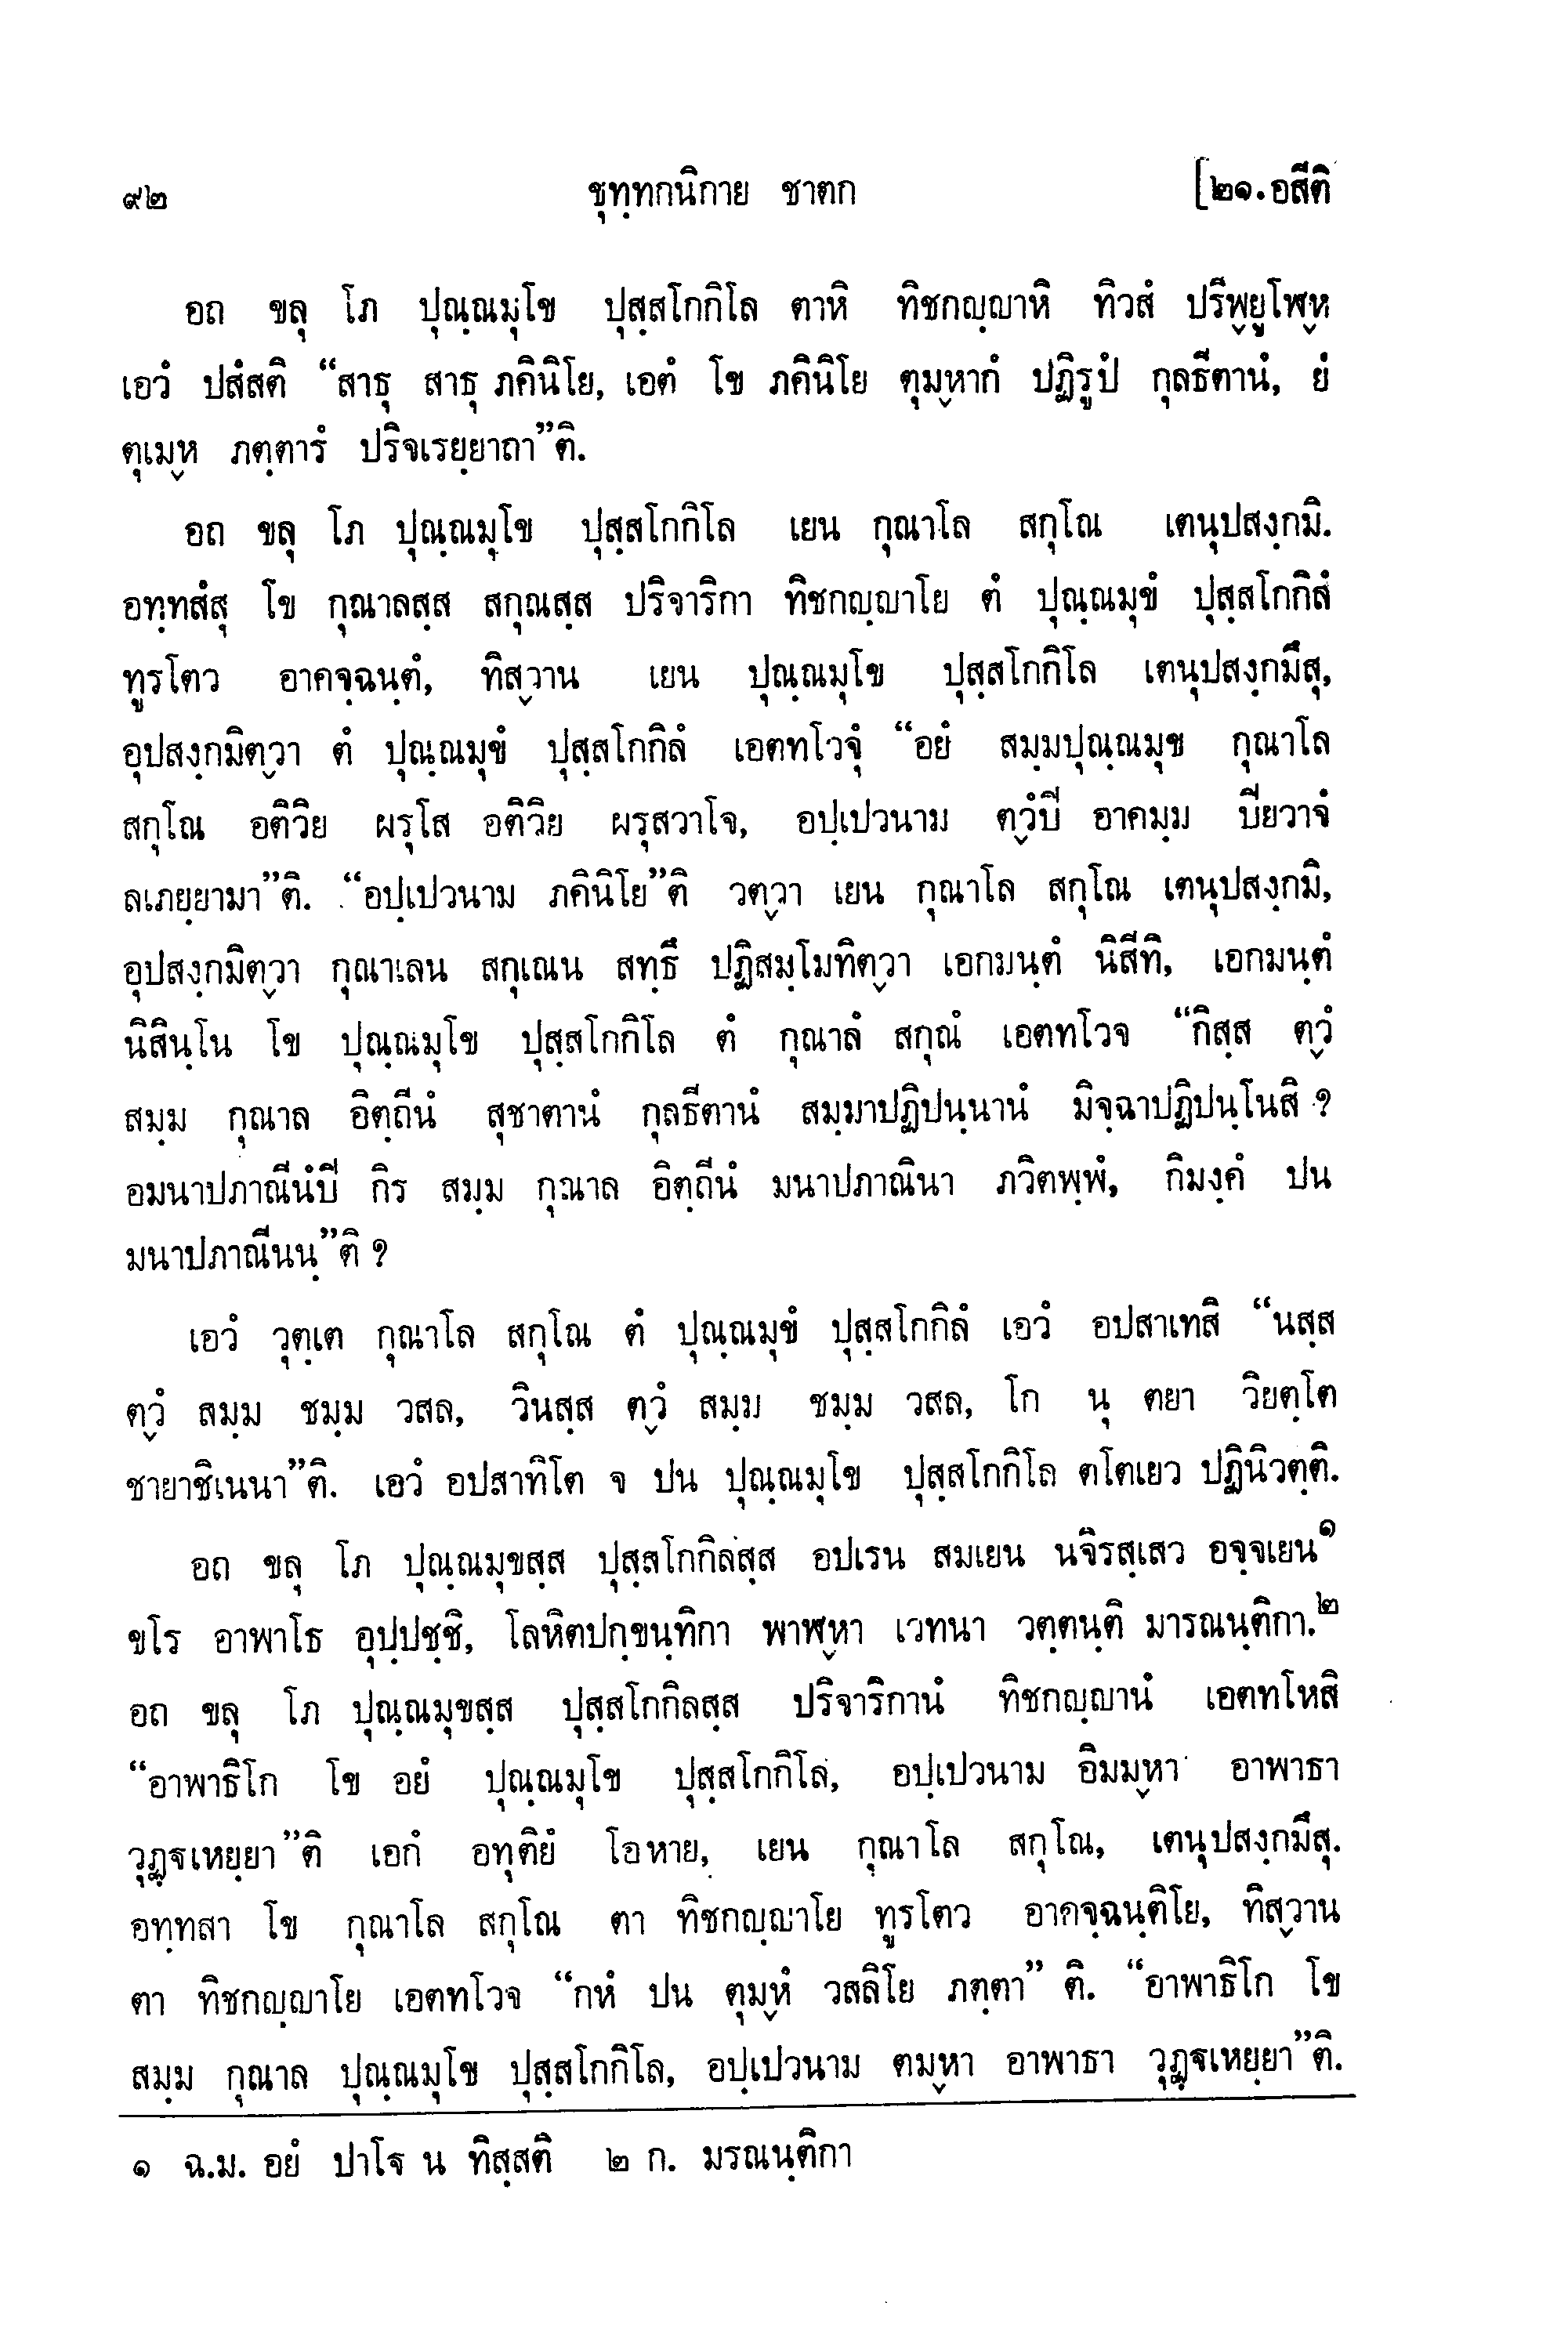 ๙๒ ขุทฺทกนิกาย ชาตก [๒๑.อสีติ
อถ ขลุ โภ ปุณฺณมุโข ปุสฺสโกกิโล ตาหิ ทิชกญฺญาหิ ทิวสํ ปริพฺยูโฬฺห
เอวํ ปสํสติ “สาธุ สาธุ ภคินิโย, เอตํ โข ภคินิโย ตุมฺหากํ ปฏิรูปํ กุลธีตานํ, ยํ
ตุเมฺห ภตฺตารํ ปริจเรยฺยาถา”ติ.
อถ ขลุ โภ ปุณฺณมุโข ปุสฺสโกกิโล เยน กุณาโล สกุโณ เตนุปสงฺกมิ.
อทฺทสํสุ โข กุณาลสฺส สกุณสฺส ปริจาริกา ทิชกญฺญาโย ตํ ปุณฺณมุขํ ปุสฺสโกกิลํ
ทูรโตว อาคจฺฉนฺตํ, ทิสฺวาน เยน ปุณฺณมุโข ปุสฺสโกกิโล เตนุปสงฺกมึสุ,
อุปสงฺกมิตฺวา ตํ ปุณฺณมุขํ ปุสฺสโกกิลํ เอตทโวจุํ “อยํ สมฺมปุณฺณมุข กุณาโล
สกุโณ อติวิย ผรุโส อติวิย ผรุสวาโจ, อปฺเปวนาม ตฺวํปิ อาคมฺม ปิยวาจํ
ลเภยฺยามา”ติ. “อปฺเปวนาม ภคินิโย”ติ วตฺวา เยน กุณาโล สกุโณ เตนุปสงฺกมิ,
อุปสงฺกมิตฺวา กุณาเลน สกุเณน สทฺธึ ปฏิสมฺโมทิตฺวา เอกมนฺตํ นิสีทิ, เอกมนฺตํ
นิสินฺโน โข ปุณฺณมุโข ปุสฺสโกกิโล ตํ กุณาลํ สกุณํ เอตทโวจ “กิสฺส ตฺวํ
สมฺม กุณาล อิตฺถีนํ สุชาตานํ กุลธีตานํ สมฺมาปฏิปนฺนานํ มิจฺฉาปฏิปนฺโนสิ ?
อมนาปภาณีนํปิ กิร สมฺม กุณาล อิตฺถีนํ มนาปภาณินา ภวิตพฺพํ, กิมงฺคํ ปน
มนาปภาณีนนฺ”ติ ?
เอวํ วุตฺเต กุณาโล สกุโณ ตํ ปุณฺณมุขํ ปุสฺสโกกิลํ เอวํ อปสาเทสิ “นสฺส
ตฺวํ สมฺม ชมฺม วสล, วินสฺส ตฺวํ สมฺม ชมฺม วสล, โก นุ ตยา วิยตฺโต
ชายาชิเนนา”ติ. เอวํ อปสาทิโต จ ปน ปุณฺณมุโข ปุสฺสโกกิโล ตโตเยว ปฏินิวตฺติ.
อถ ขลุ โภ ปุณฺณมุขสฺส ปุสฺสโกกิลสฺส อปเรน สมเยน นจิรสฺเสว อจฺจเยน๑
ขโร อาพาโธ อุปฺปชฺชิ, โลหิตปกฺขนฺทิกา พาฬฺหา เวทนา วตฺตนฺติ มารณนฺติกา.๒
อถ ขลุ โภ ปุณฺณมุขสฺส ปุสฺสโกกิลสฺส ปริจาริกานํ ทิชกญฺญานํ เอตทโหสิ
“อาพาธิโก โข อยํ ปุณฺณมุโข ปุสฺสโกกิโล, อปฺเปวนาม อิมมฺหา อาพาธา
วุฏฺฐเหยฺยา”ติ เอกํ อทุติยํ โอหาย, เยน กุณาโล สกุโณ, เตนุปสงฺกมึสุ.
อทฺทสา โข กุณาโล สกุโณ ตา ทิชกญฺญาโย ทูรโตว อาคจฺฉนฺติโย, ทิสฺวาน
ตา ทิชกญฺญาโย เอตทโวจ “กหํ ปน ตุมฺหํ วสลิโย ภตฺตา” ติ. “อาพาธิโก โข
สมฺม กุณาล ปุณฺณมุโข ปุสฺสโกกิโล, อปฺเปวนาม ตมฺหา อาพาธา วุฏฺฐเหยฺยา”ติ.
๑ ฉ.ม. อยํ ปาโฐ น ทิสฺสติ ๒ ก. มรณนฺติกา